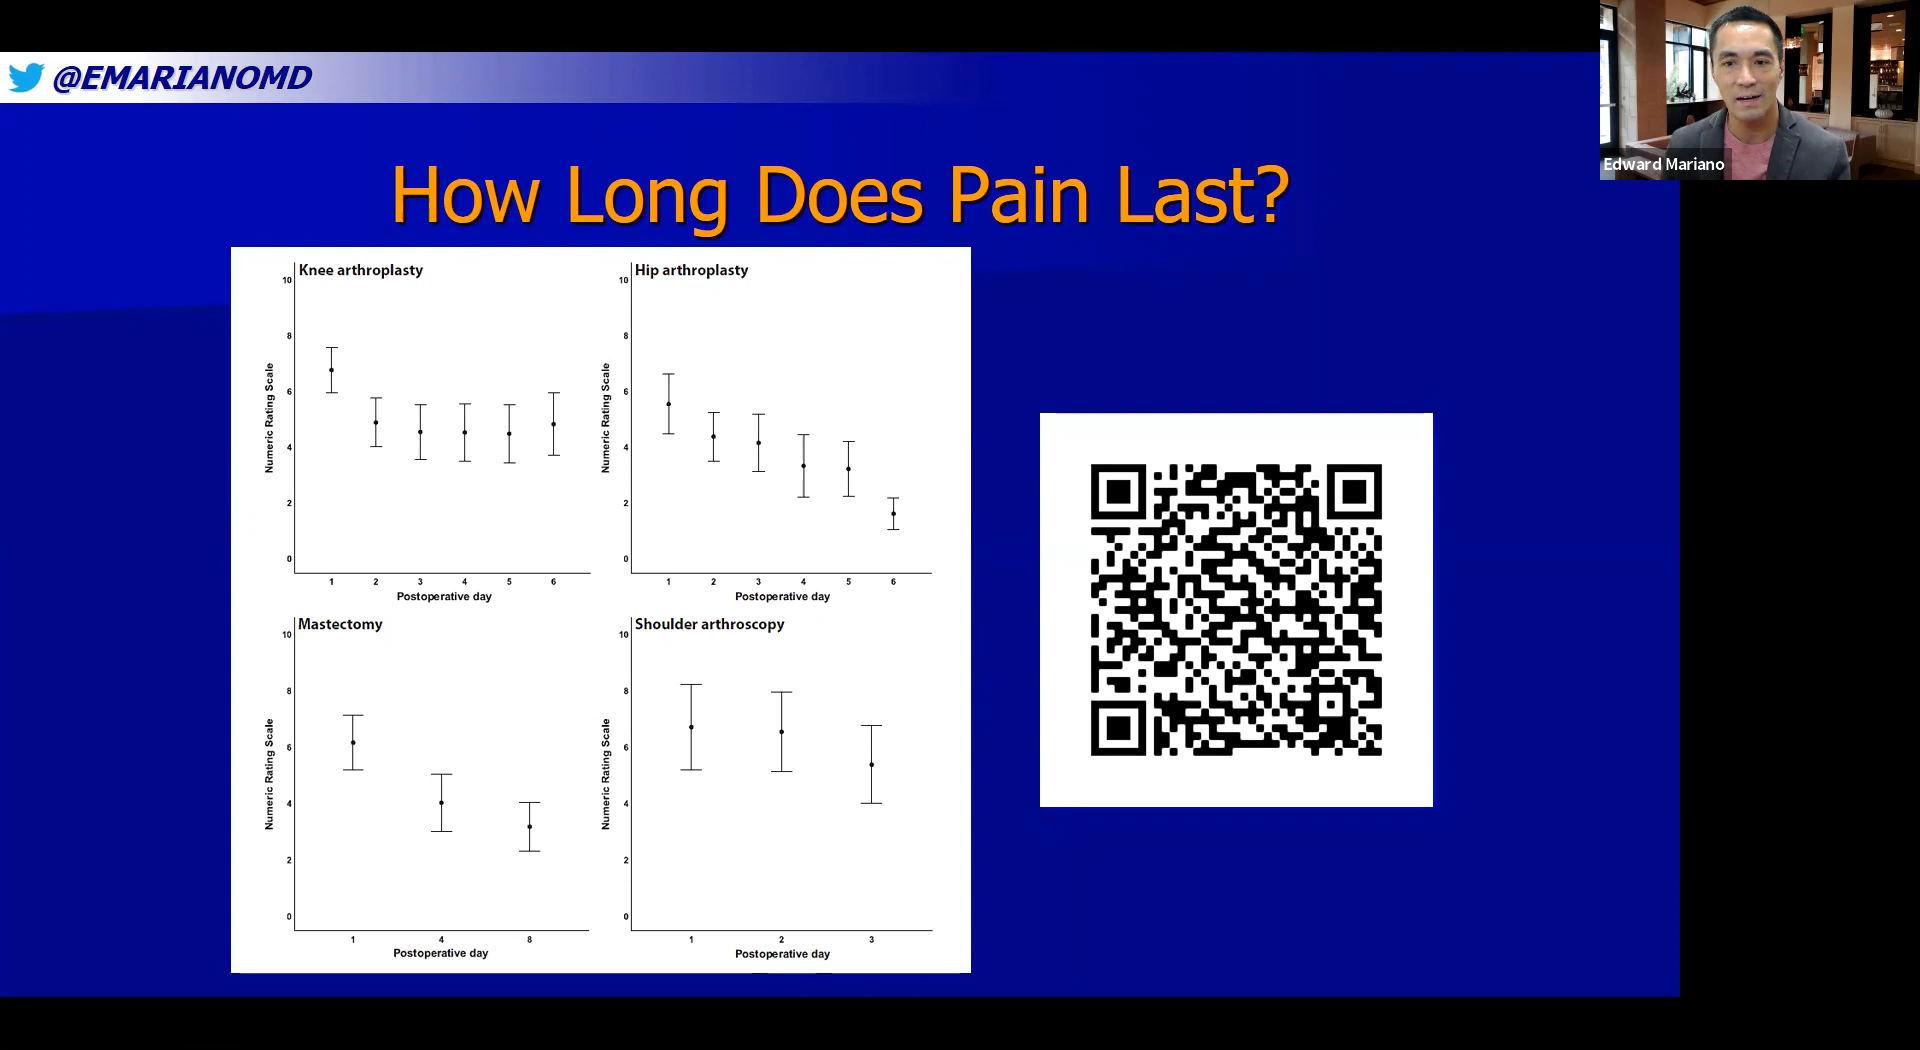 @EMARIANOMD
Edward Mariano
How Long Does Pain Last?
Knee arthroplasty
10
8
6
4
2
0
Numeric Rating Scale
1 2 3 4 5 6
Postoperative day
Hip arthroplasty
10
8
6
4
2
0
Numeric Rating Scale
1 2 3 4 5 6
Postoperative day
Mastectomy
10
8
6
4
2
0
Numeric Rating Scale
1 4 8
Postoperative day
Shoulder arthroscopy
10
8
6
4
2
0
Numeric Rating Scale
1 2 3
Postoperative day